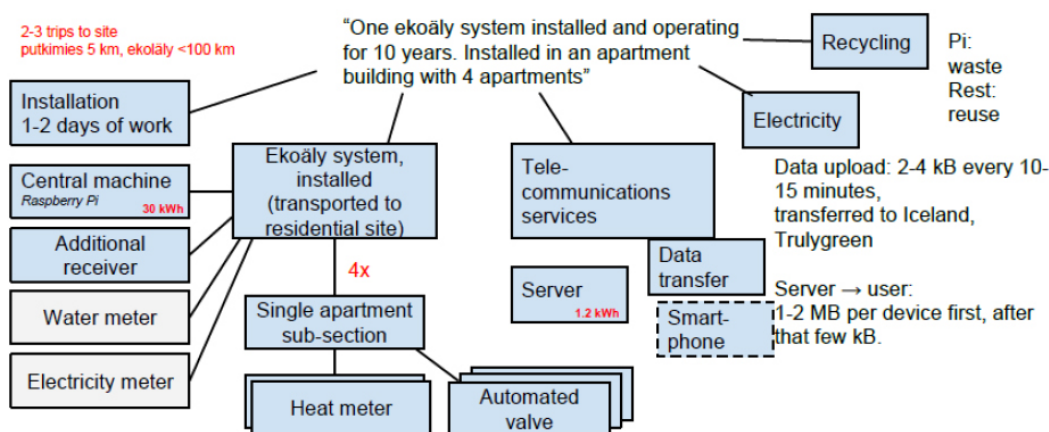 2-3 trips to site
putkimies 5 km, ekoläly <100 km
“One ekoäly system installed and operating
for 10 years. Installed in an apartment
building with 4 apartments”
Recycling
Pi:
waste
Rest:
reuse
Installation
1-2 days of work
Electricity
Ekoäly system,
installed
(transported to
residential site)
Tele-
communications
services
Data upload: 2-4 kB every 10-
15 minutes,
transferred to Iceland,
Trulygreen
Central machine
Raspberry Pi
30 kWh
Additional
receiver
Data
transfer
4x
Server
1.2 kWh
Server → user:
1-2 MB per device first, after
that few kB.
Water meter
Single apartment
sub-section
Smart-
phone
Electricity meter
Heat meter
Automated
valve